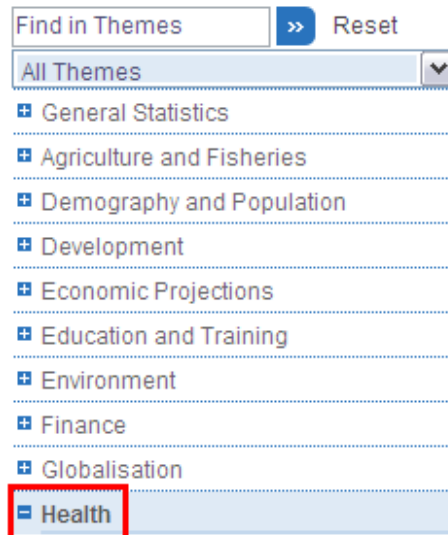 Find in Themes » Reset
All Themes
General Statistics
Agriculture and Fisheries
Demography and Population
Development
Economic Projections
Education and Training
Environment
Finance
Globalisation
Health